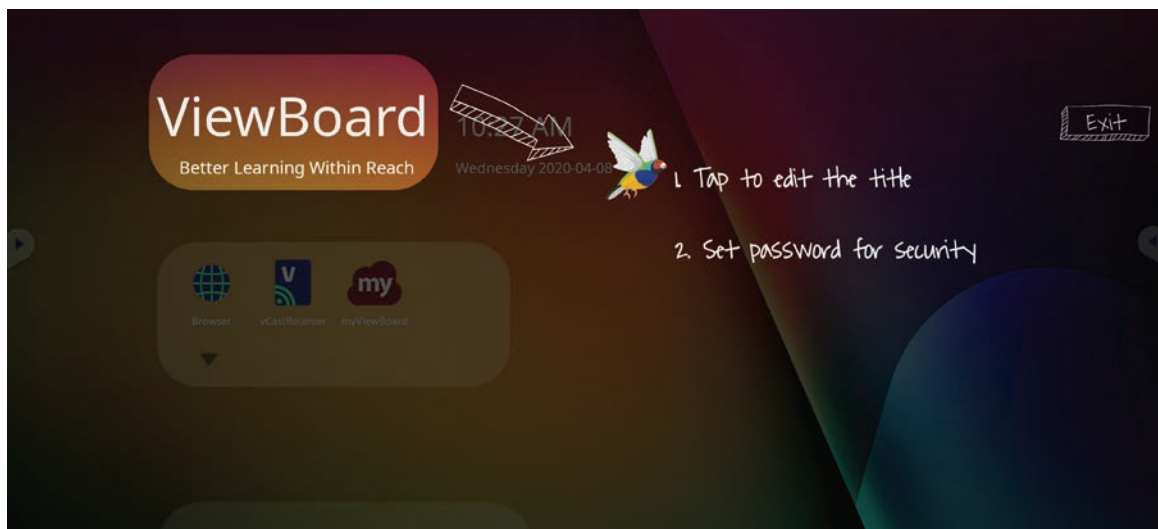 ViewBoard
Better Learning Within Reach
10:27 AM
Wednesday 2020-04-08
Exit
1. Tap to edit the title
2. Set password for security
V
my
Browser
vCastReceiver
myViewBoard